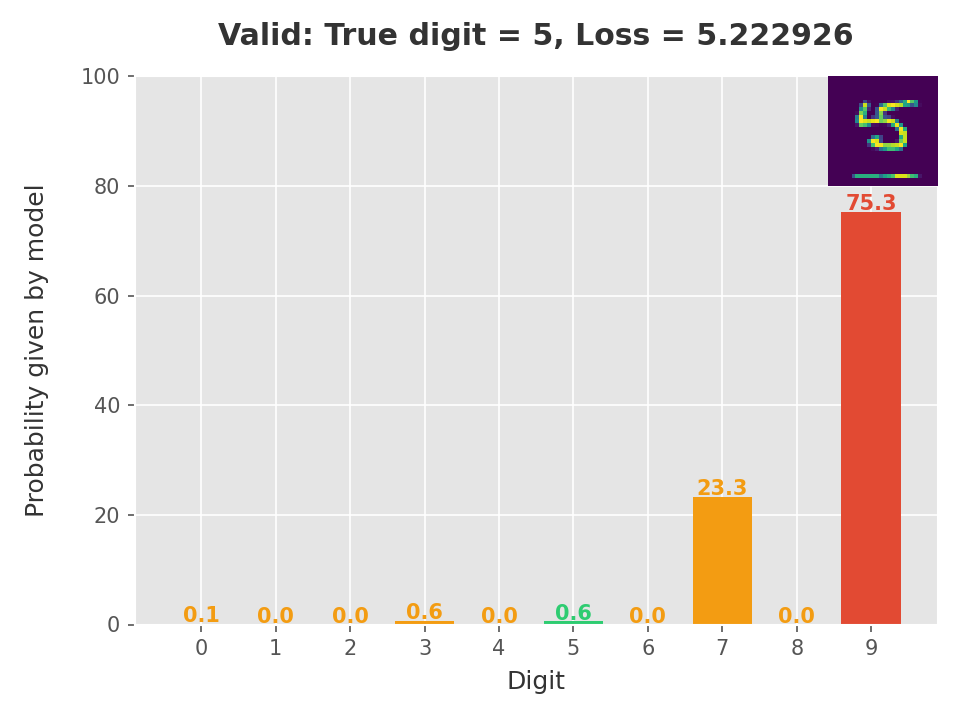 Valid: True digit = 5, Loss = 5.222926
Probability given by model
100
80
60
40
20
0
5
75.3
23.3
0.1 0.0 0.0 0.6 0.0 0.6 0.0 0.0
0 1 2 3 4 5 6 7 8 9
Digit